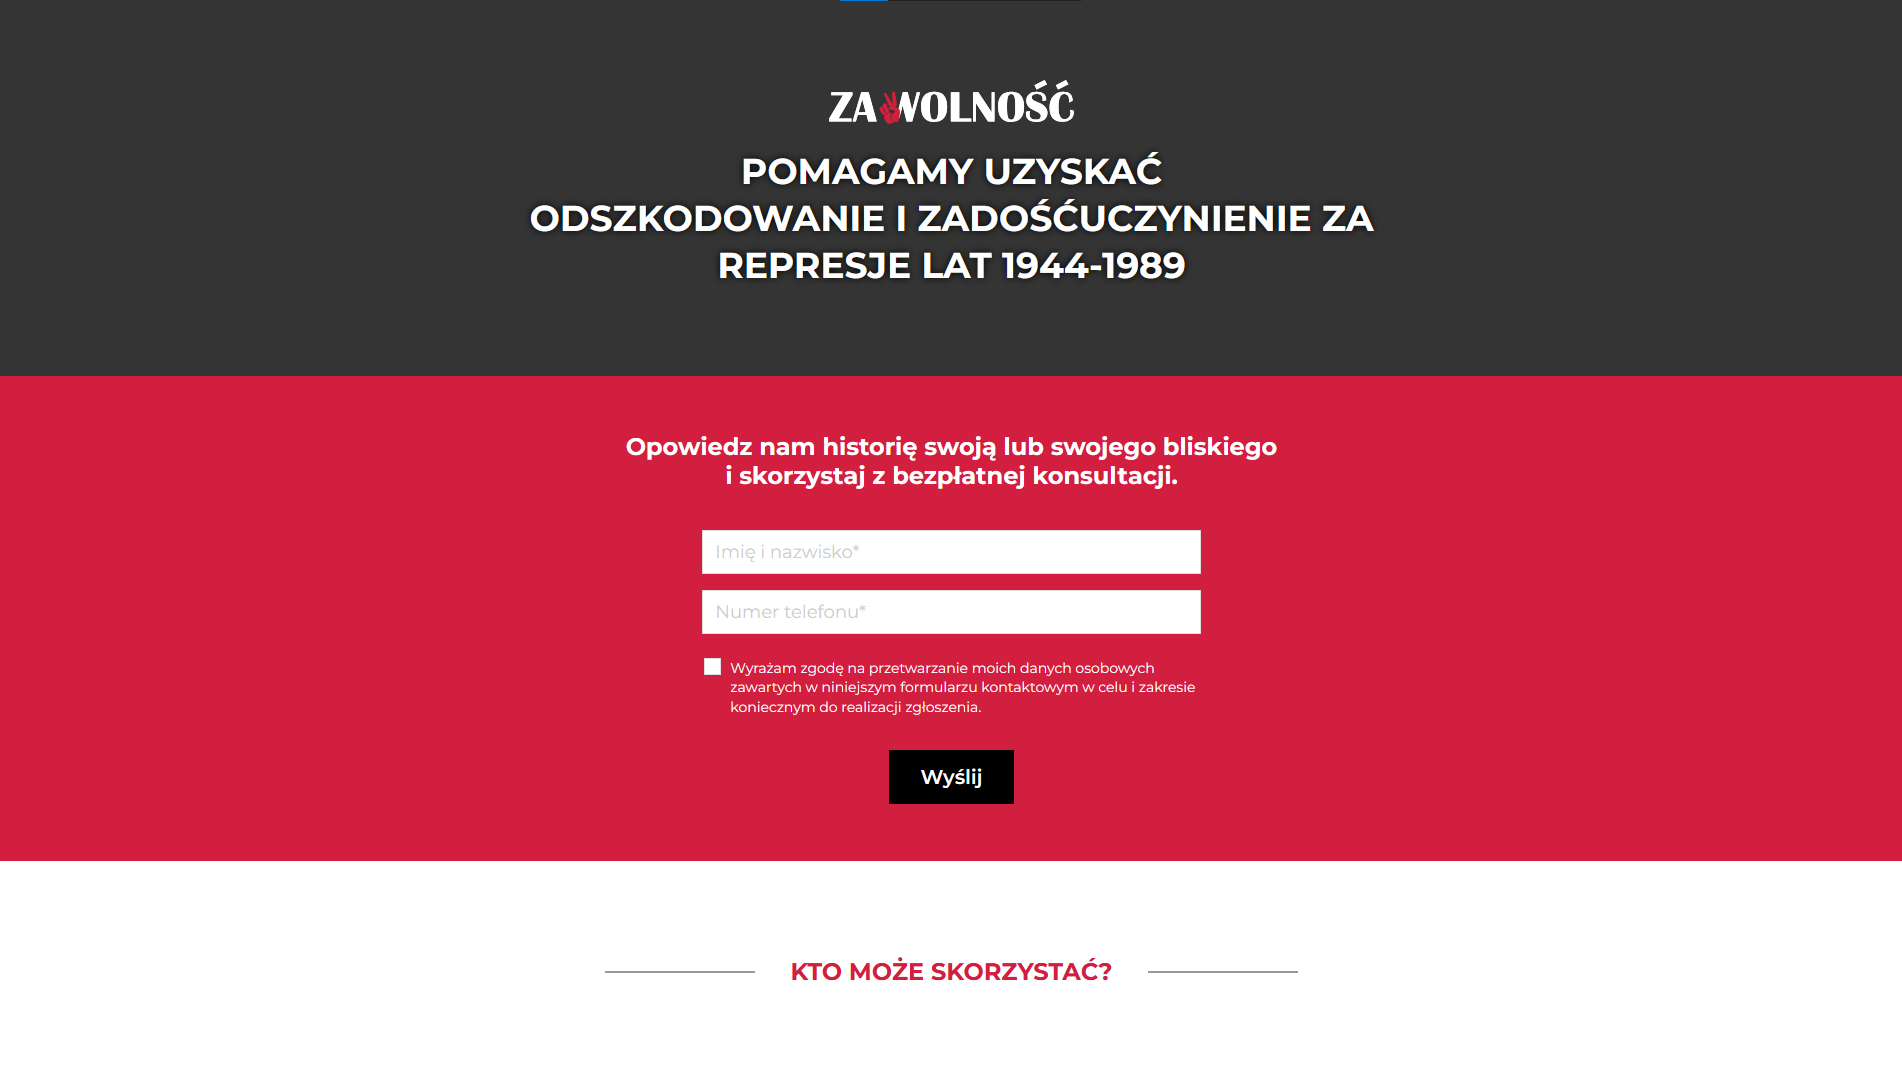 ZA WOLNOŚĆ
POMAGAMY UZYSKAĆ
ODSZKODOWANIE I ZADOŚĆUCZYNIENIE ZA
REPRESJE LAT 1944-1989
Opowiedz nam historię swoją lub swojego bliskiego
i skorzystaj z bezpłatnej konsultacji.
Imię i nazwisko*
Numer telefonu*
Wyrażam zgodę na przetwarzanie moich danych osobowych
zawartych w niniejszym formularzu kontaktowym w celu i zakresie
koniecznym do realizacji zgłoszenia.
Wyślij
KTO MOŻE SKORZYSTAĆ?